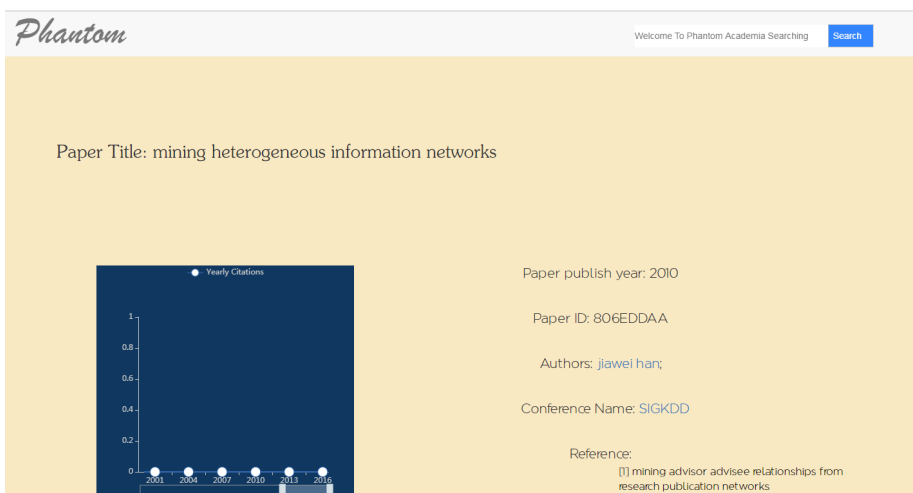 Phantom
Welcome To Phantom Academia Searching
Search
Paper Title: mining heterogeneous information networks
Yearly Citations
1
0.8
0.6
0.4
0.2
0
2001 2004 2007 2010 2013 2016
Paper publish year: 2010
Paper ID: 806EDDAA
Authors: jiawei han;
Conference Name: SIGKDD
Reference:
[1] mining advisor advisee relationships from
research publication networks